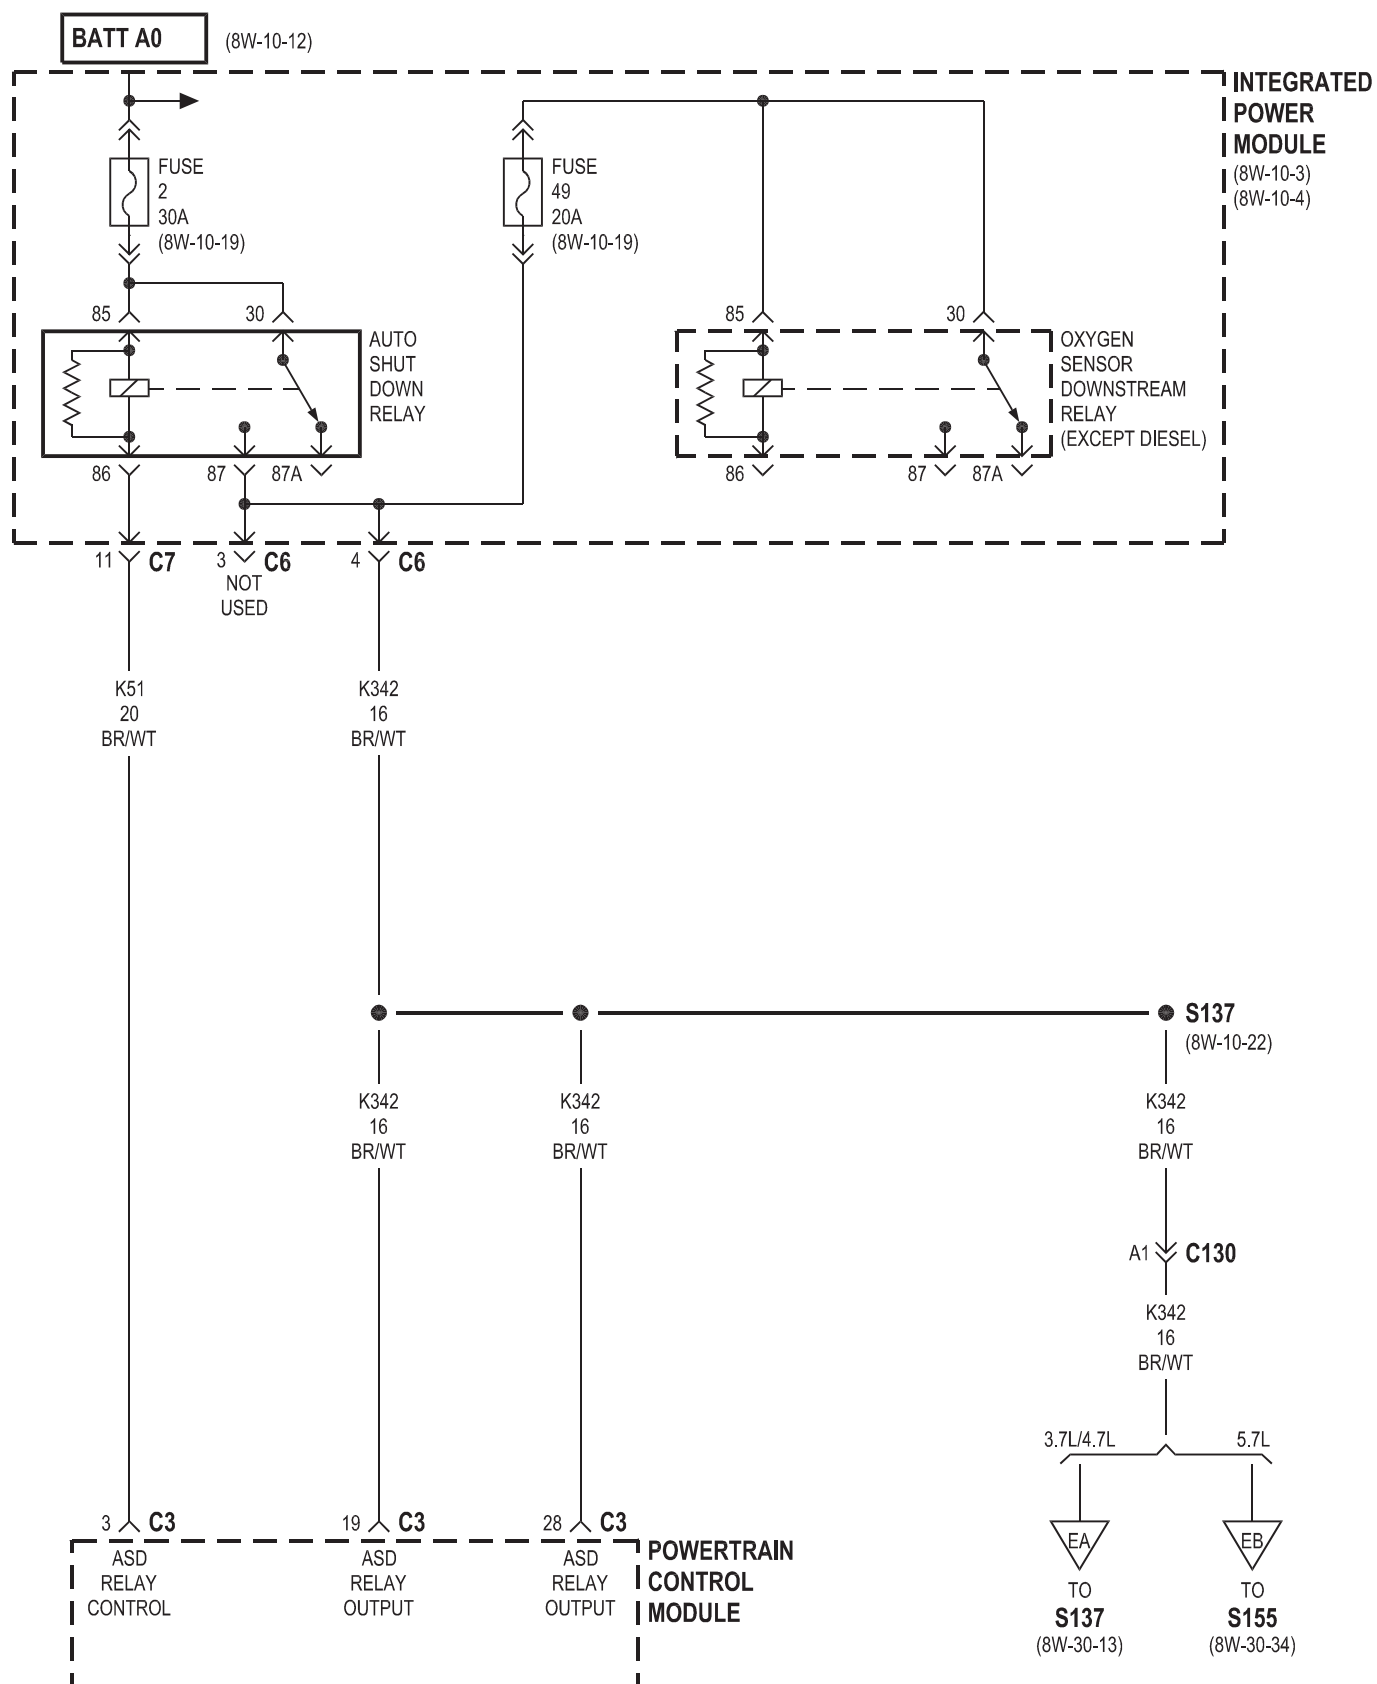 BATT A0
(8W-10-12)
INTEGRATED
POWER
MODULE
(8W-10-3)
(8W-10-4)
FUSE
2
30A
(8W-10-19)
FUSE
49
20A
(8W-10-19)
85
30
AUTO
SHUT
DOWN
RELAY
86
87
87A
85
30
OXYGEN
SENSOR
DOWNSTREAM
RELAY
(EXCEPT DIESEL)
86
87
87A
11
C7
3
C6
NOT
USED
4
C6
K51
20
BR/WT
K342
16
BR/WT
S137
(8W-10-22)
K342
16
BR/WT
K342
16
BR/WT
K342
16
BR/WT
A1
C130
K342
16
BR/WT
3.7L/4.7L
5.7L
3
C3
19
C3
28
C3
ASD
RELAY
CONTROL
ASD
RELAY
OUTPUT
ASD
RELAY
OUTPUT
POWERTRAIN
CONTROL
MODULE
EA
TO
S137
(8W-30-13)
EB
TO
S155
(8W-30-34)